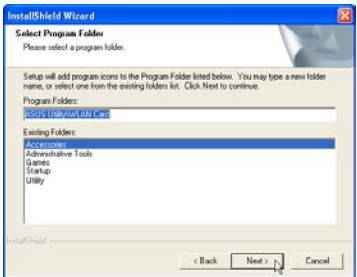 InstallShield Wizard
Select Program Folder
Please select a program folder.
Setup will add program icons to the Program Folder listed below. You may type a new folder
name, or select one from the existing folders list. Click Next to continue.
Program Folders:
ASUS Utility\WLAN Card
Existing Folders:
Accessories
Administrative Tools
Games
Startup
Utility
InstallShield
< Back
Next >
Cancel